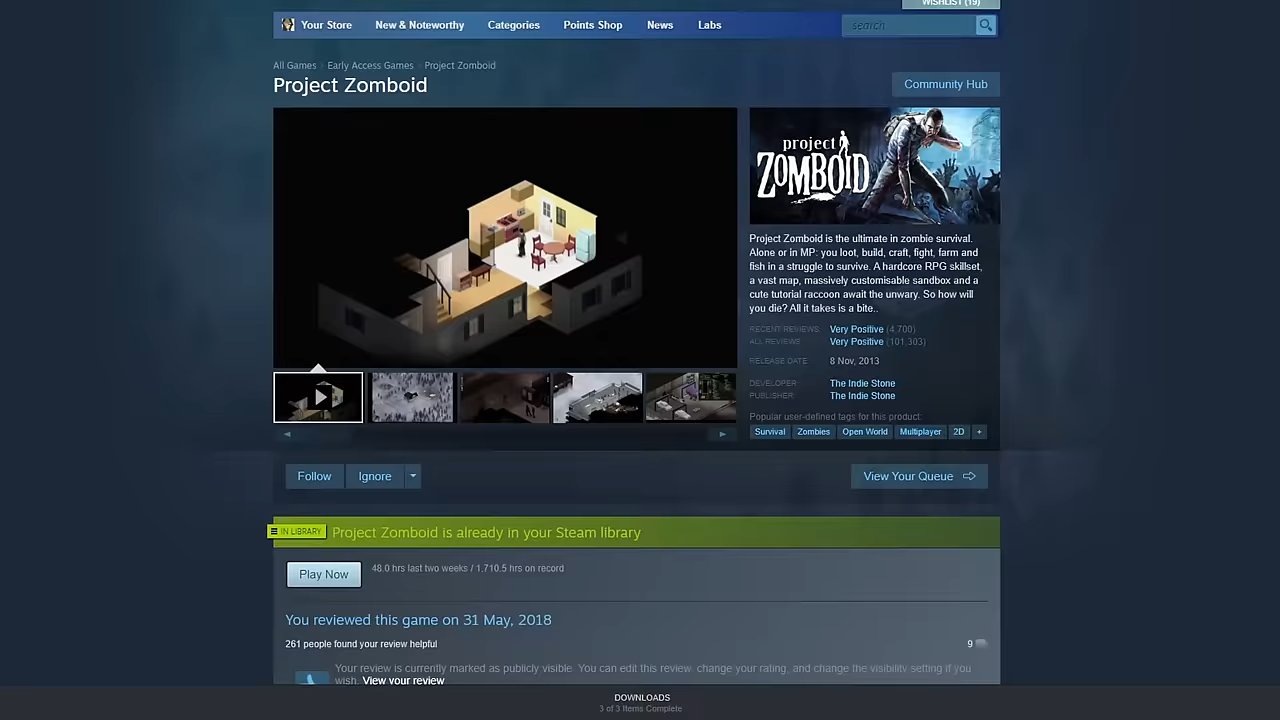 WISHLIST (19)
Your Store New & Noteworthy Categories Points Shop News Labs search
All Games > Early Access Games > Project Zomboid
Project Zomboid
Community Hub
project
ZOMBOID
Project Zomboid is the ultimate in zombie survival.
Alone or in MP: you loot, build, craft, fight, farm and
fish in a struggle to survive. A hardcore RPG skillset,
a vast map, massively customisable sandbox and a
cute tutorial raccoon await the unwary. So how will
you die? All it takes is a bite..
RECENT REVIEWS: Very Positive (4,700)
ALL REVIEWS: Very Positive (101,303)
RELEASE DATE: 8 Nov, 2013
DEVELOPER: The Indie Stone
PUBLISHER: The Indie Stone
Popular user-defined tags for this product:
Survival Zombies Open World Multiplayer 2D +
Follow Ignore
View Your Queue
IN LIBRARY Project Zomboid is already in your Steam library
Play Now 48.0 hrs last two weeks / 1,710.5 hrs on record
You reviewed this game on 31 May, 2018
261 people found your review helpful 9
Your review is currently marked as publicly visible. You can edit this review, change your rating, and change the visibility setting if you
wish. View your review
DOWNLOADS
3 of 3 Items Complete